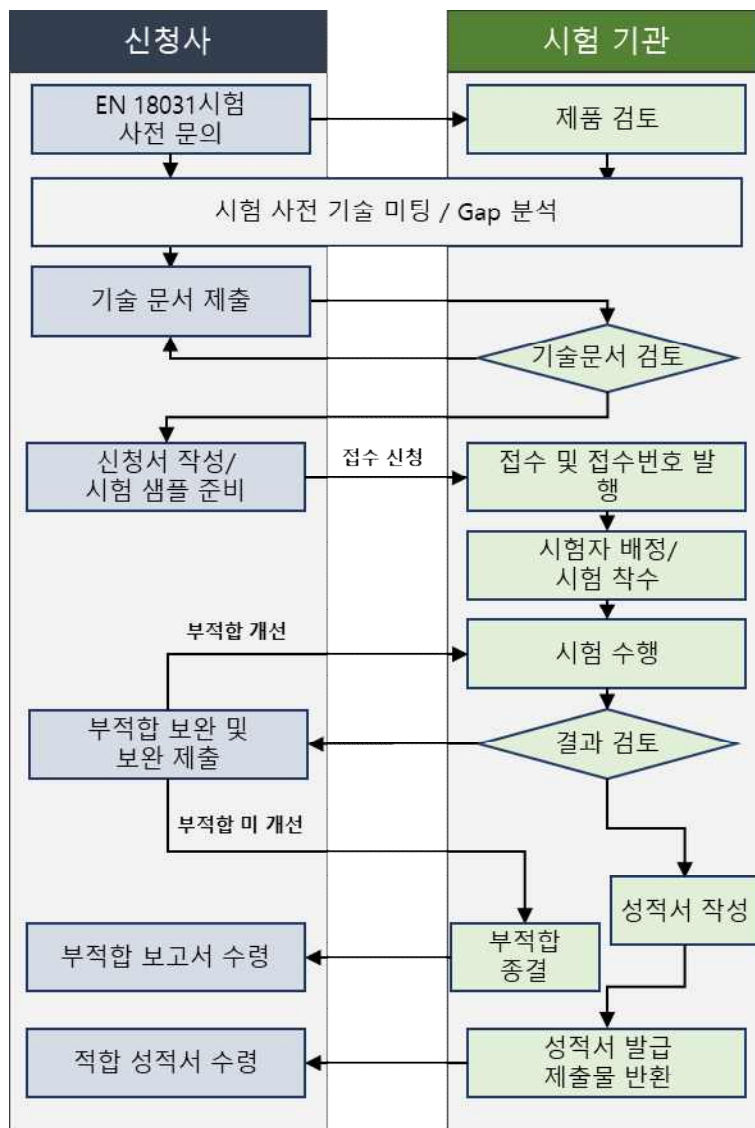 신청사
시험 기관
EN 18031시험
사전 문의
제품 검토
시험 사전 기술 미팅 / Gap 분석
기술 문서 제출
기술문서 검토
신청서 작성/
시험 샘플 준비
접수 신청
접수 및 접수번호 발
행
시험자 배정/
시험 착수
부적합 개선
시험 수행
부적합 보완 및
보완 제출
결과 검토
부적합 미 개선
성적서 작성
부적합 보고서 수령
부적합
종결
적합 성적서 수령
성적서 발급
제출물 반환